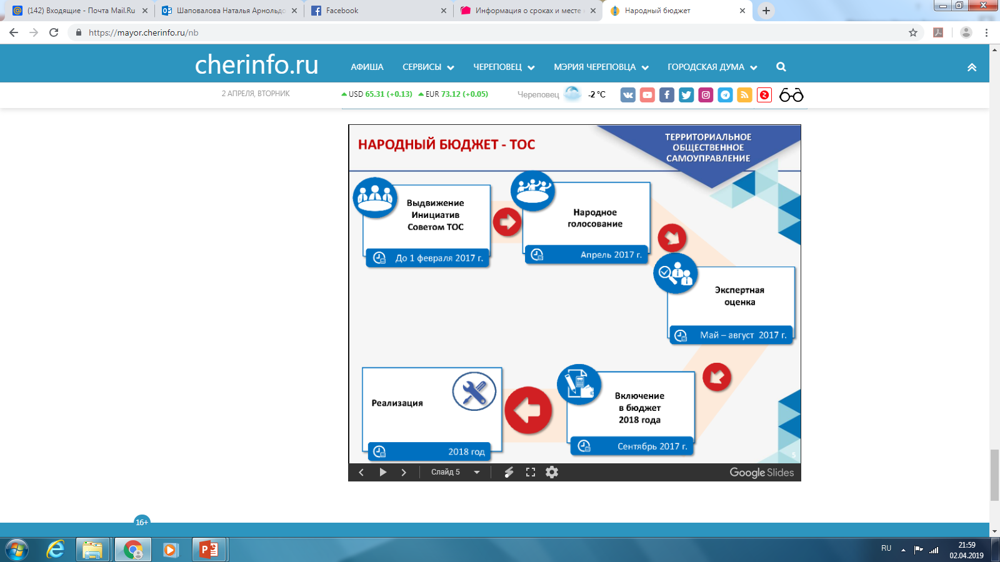 (142) Входящие - Почта Mail.Ru
Шаповалова Наталья Арнольдо
Facebook
Информация о сроках и месте
Народный бюджет
https://mayor.cherinfo.ru/nb
cherinfo.ru
АФИША
СЕРВИСЫ
ЧЕРЕПОВЕЦ
МЭРИЯ ЧЕРЕПОВЦА
ГОРОДСКАЯ ДУМА
2 АПРЕЛЯ, ВТОРНИК
USD 65.31 (+0.13)
EUR 73.12 (+0.05)
Череповец
-2 °C
НАРОДНЫЙ БЮДЖЕТ - ТОС
ТЕРРИТОРИАЛЬНОЕ
ОБЩЕСТВЕННОЕ
САМОУПРАВЛЕНИЕ
Выдвижение
Инициатив
Советом ТОС
До 1 февраля 2017 г.
Народное
голосование
Апрель 2017 г.
Экспертная
оценка
Май – август 2017 г.
Включение
в бюджет
2018 года
Сентябрь 2017 г.
Реализация
2018 год
5
Слайд 5
Google Slides
16+
RU
21:59
02.04.2019